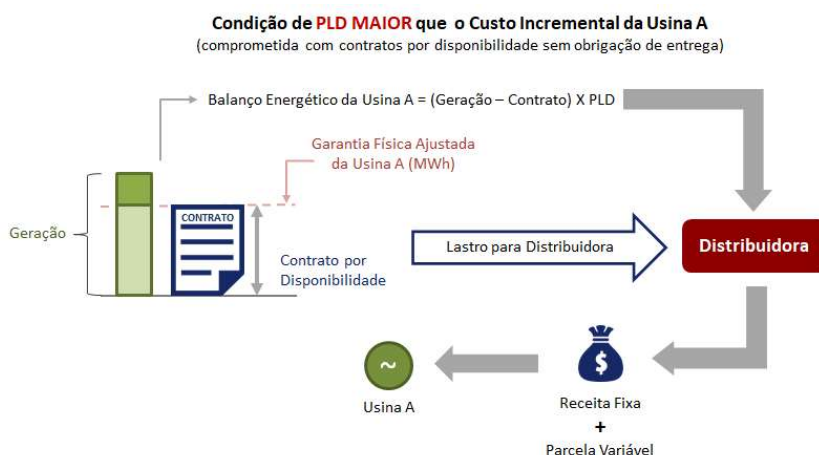 Condição de PLD MAIOR que o Custo Incremental da Usina A
(comprometida com contratos por disponibilidade sem obrigação de entrega)
Balanço Energético da Usina A = (Geração – Contrato) X PLD
Garantia Física Ajustada
da Usina A (MWh)
CONTRATO
Geração
Contrato por
Disponibilidade
Lastro para Distribuidora
Distribuidora
~
$
Usina A
Receita Fixa
+
Parcela Variável